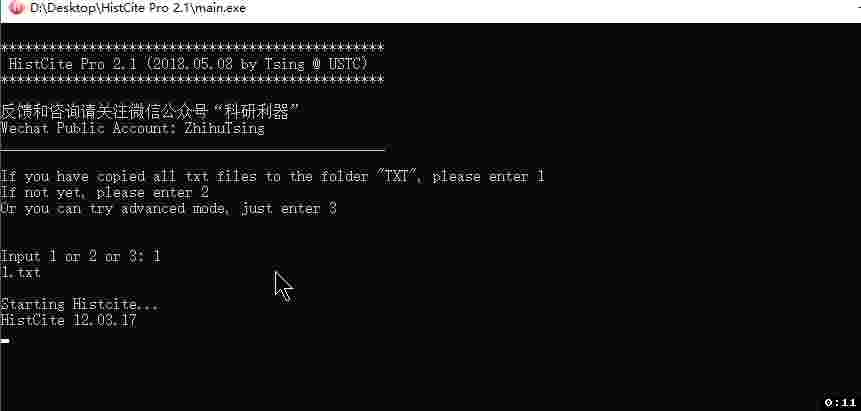 D:\Desktop\HistCite Pro 2.1\main.exe
************************************************
HistCite Pro 2.1 (2018.05.08 by Tsing @ USTC)
************************************************
反馈和咨询请关注微信公众号“科研利器”
Wechat Public Account: ZhihuTsing
If you have copied all txt files to the folder "TXT", please enter 1
If not yet, please enter 2
Or you can try advanced mode, just enter 3
Input 1 or 2 or 3: 1
1.txt
Starting Histcite...
HistCite 12.03.17
0:11